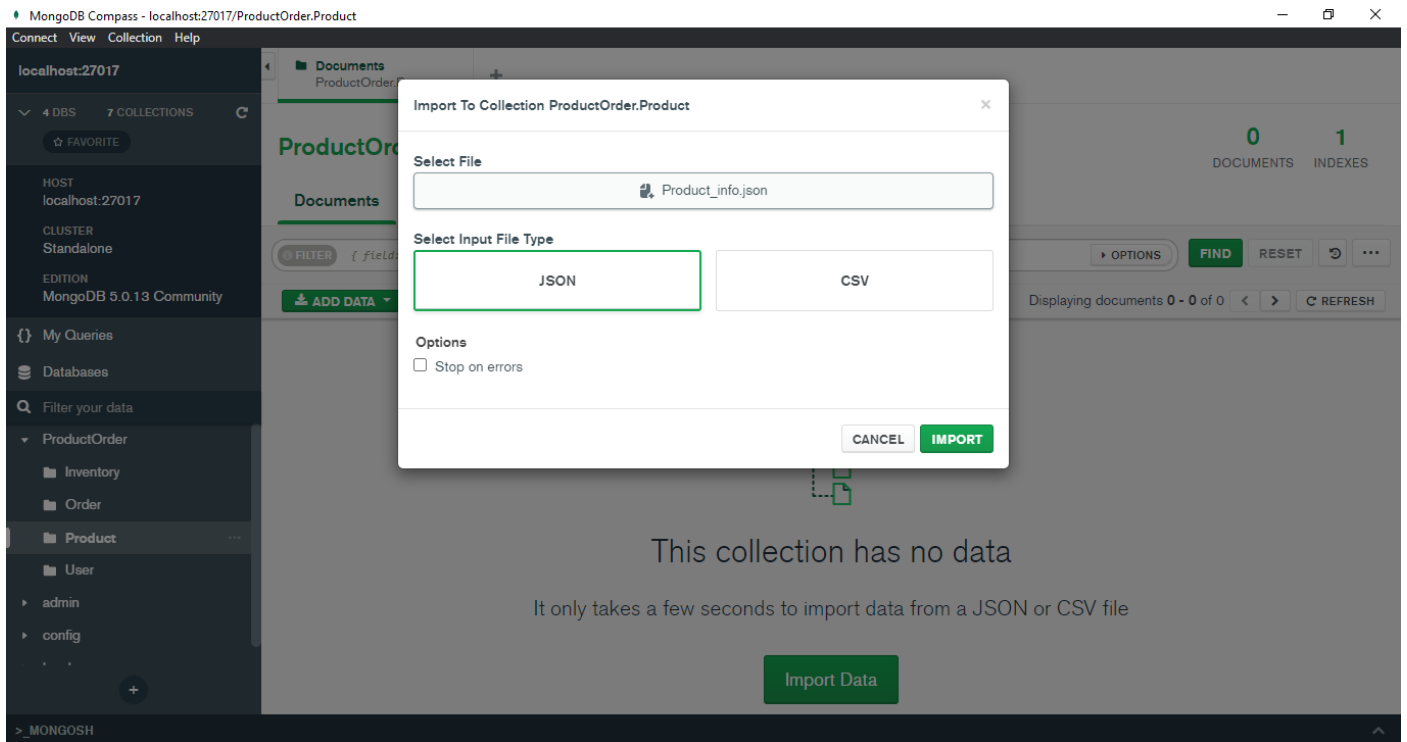 MongoDB Compass - localhost:27017/ProductOrder.Product
Connect View Collection Help
localhost:27017
4 DBS 7 COLLECTIONS
FAVORITE
HOST
localhost:27017
CLUSTER
Standalone
EDITION
MongoDB 5.0.13 Community
My Queries
Databases
Filter your data
ProductOrder
Inventory
Order
Product
User
admin
config
>_MONGOSH
Documents
ProductOrder.
ProductOr
0 DOCUMENTS
1 INDEXES
Documents
FILTER { field:
OPTIONS
FIND
RESET
ADD DATA
Displaying documents 0 - 0 of 0
REFRESH
Import To Collection ProductOrder.Product
Select File
Product_info.json
Select Input File Type
JSON
CSV
Options
Stop on errors
CANCEL
IMPORT
This collection has no data
It only takes a few seconds to import data from a JSON or CSV file
Import Data